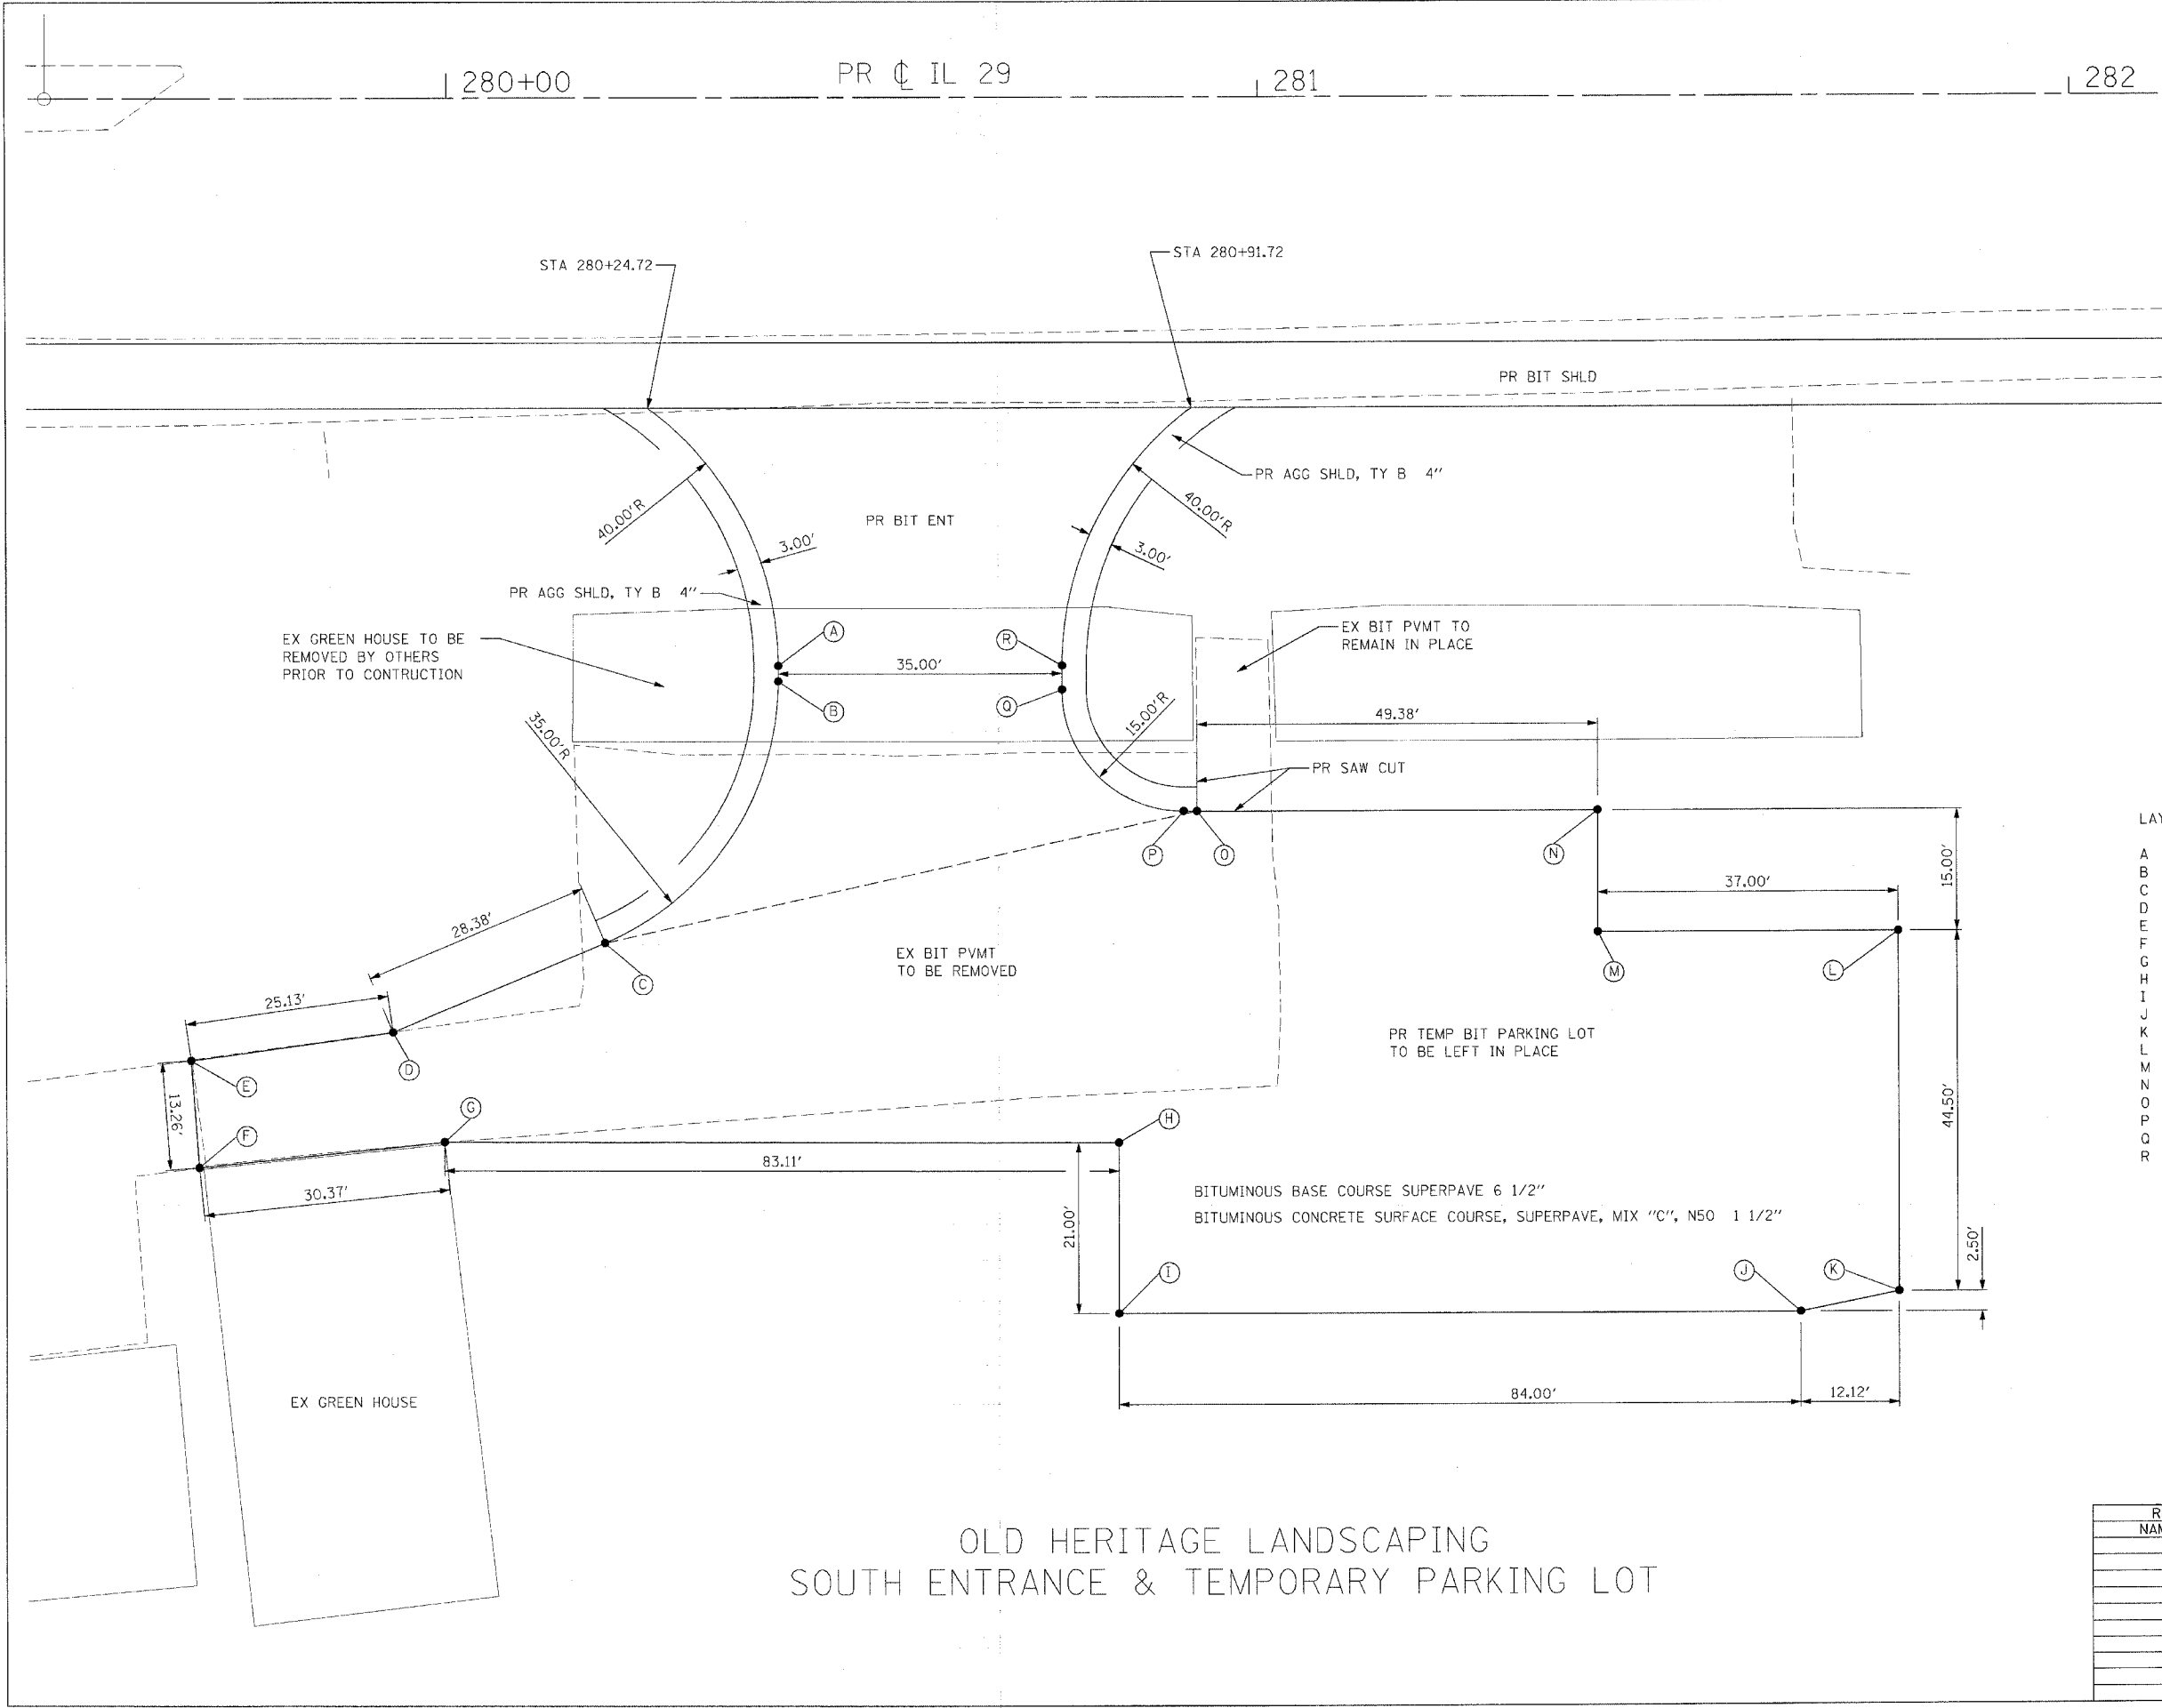 280+00
PR ℄ IL 29
281
282
STA 280+24.72
STA 280+91.72
PR BIT SHLD
PR AGG SHLD, TY B 4"
40.00'R
40.00'R
PR BIT ENT
3.00'
3.00'
PR AGG SHLD, TY B 4"
EX GREEN HOUSE TO BE
REMOVED BY OTHERS
PRIOR TO CONTRUCTION
A
R
35.00'
EX BIT PVMT TO
REMAIN IN PLACE
B
Q
15.00'R
49.38'
35.00'R
PR SAW CUT
P
O
N
15.00'
37.00'
28.38'
C
EX BIT PVMT
TO BE REMOVED
M
L
25.13'
D
E
PR TEMP BIT PARKING LOT
TO BE LEFT IN PLACE
13.26'
G
F
H
44.50'
83.11'
30.37'
21.00'
BITUMINOUS BASE COURSE SUPERPAVE 6 1/2"
BITUMINOUS CONCRETE SURFACE COURSE, SUPERPAVE, MIX "C", N50 1 1/2"
2.50'
I
J
K
84.00'
12.12'
EX GREEN HOUSE
LAY
A
B
C
D
E
F
G
H
I
J
K
L
M
N
O
P
Q
R
OLD HERITAGE LANDSCAPING
SOUTH ENTRANCE & TEMPORARY PARKING LOT
R
NAM